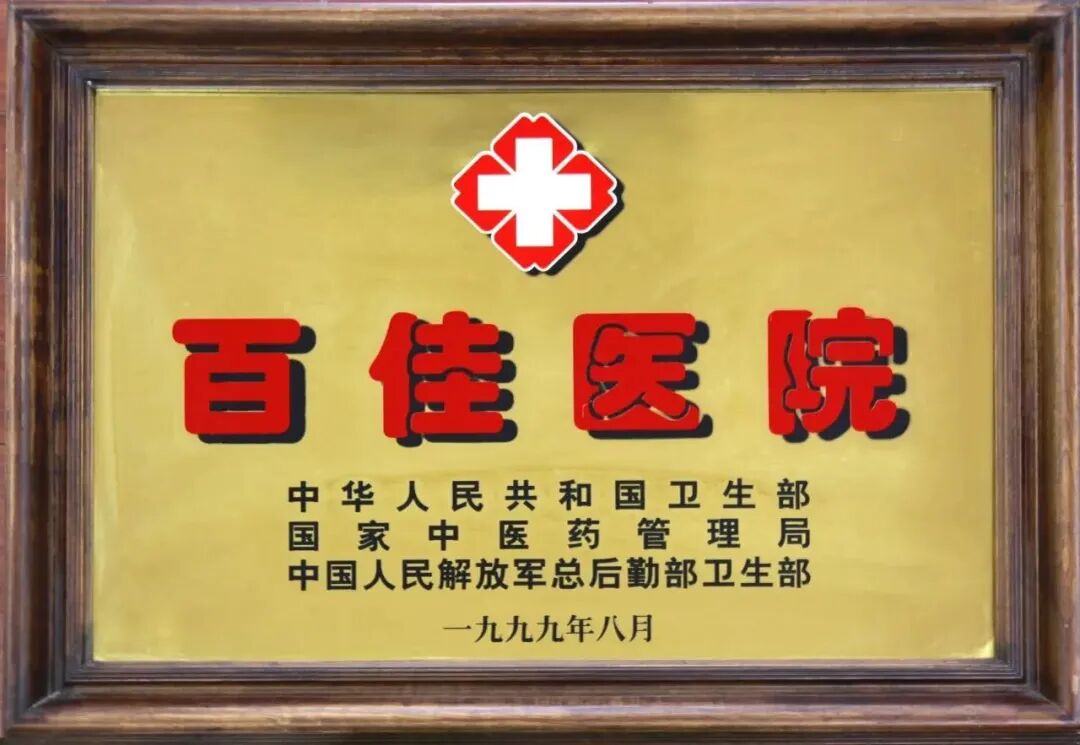 百佳医院
中华人民共和国卫生部
国家中医药管理局
中国人民解放军总后勤部卫生部
一九九九年八月